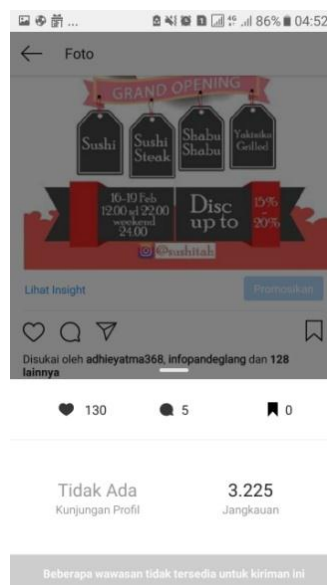 ... 4G 86% 04:52
Foto
GRAND OPENING
Sushi
Sushi Steak
Shabu Shabu
Yakiniku Grilled
16-19 Feb
12.00 sd 22.00
weekend
24.00
Disc up to
15%
-
20%
Lihat Insight
Promosikan
Disukai oleh adhieyatma368, infopandeglang dan 128
lainnya
130 5 0
Tidak Ada
Kunjungan Profil
3.225
Jangkauan
Beberapa wawasan tidak tersedia untuk kiriman ini